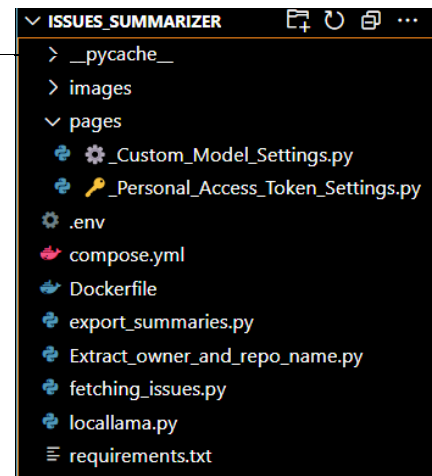 ISSUES_SUMMARIZER
__pycache__
images
pages
⚙️_Custom_Model_Settings.py
🔑_Personal_Access_Token_Settings.py
.env
compose.yml
Dockerfile
export_summaries.py
Extract_owner_and_repo_name.py
fetching_issues.py
locallama.py
requirements.txt